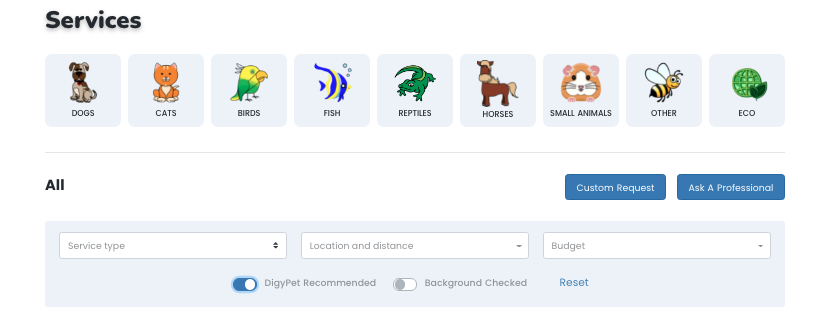 Services
DOGS CATS BIRDS FISH REPTILES HORSES SMALL ANIMALS OTHER ECO
All Custom Request Ask A Professional
Service type Location and distance Budget
DigyPet Recommended Background Checked Reset